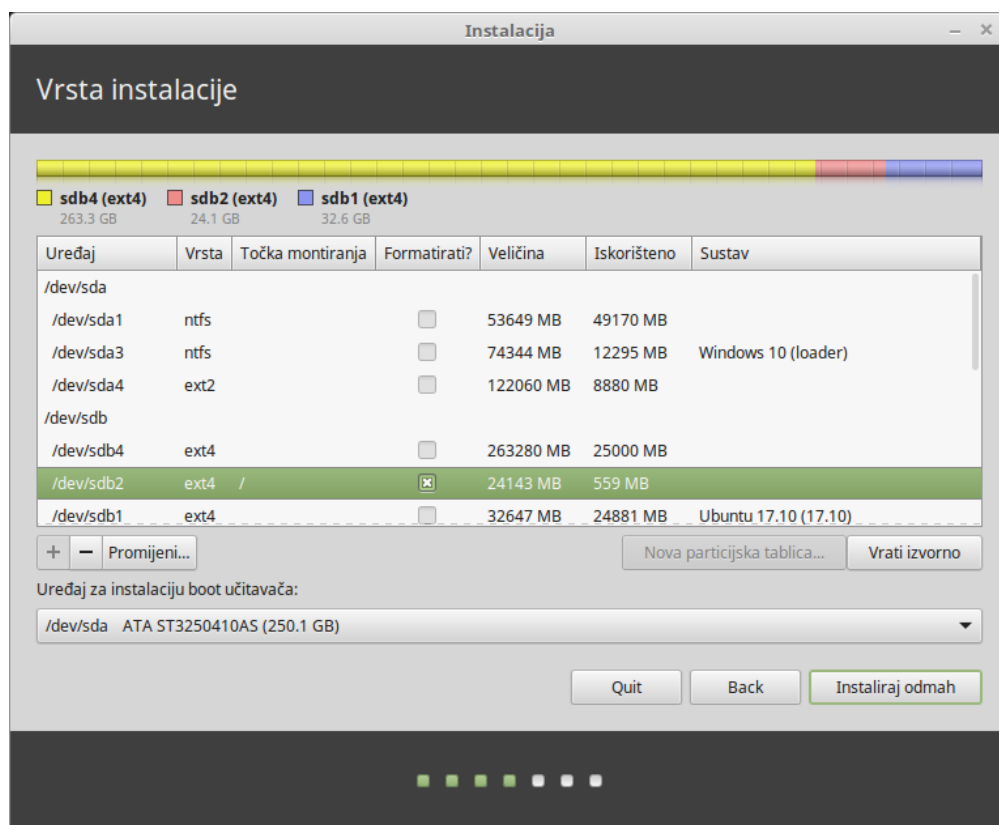 Instalacija
Vrsta instalacije
sdb4 (ext4) sdb2 (ext4) sdb1 (ext4)
263.3 GB 24.1 GB 32.6 GB
Uređaj Vrsta Točka montiranja Formatirati? Veličina Iskorišteno Sustav
/dev/sda
/dev/sda1 ntfs 53649 MB 49170 MB
/dev/sda3 ntfs 74344 MB 12295 MB Windows 10 (loader)
/dev/sda4 ext2 122060 MB 8880 MB
/dev/sdb
/dev/sdb4 ext4 263280 MB 25000 MB
/dev/sdb2 ext4 / 24143 MB 559 MB
/dev/sdb1 ext4 32647 MB 24881 MB Ubuntu 17.10 (17.10)
+ − Promijeni... Nova particijska tablica... Vrati izvorno
Uređaj za instalaciju boot učitavača:
/dev/sda ATA ST3250410AS (250.1 GB)
Quit Back Instaliraj odmah